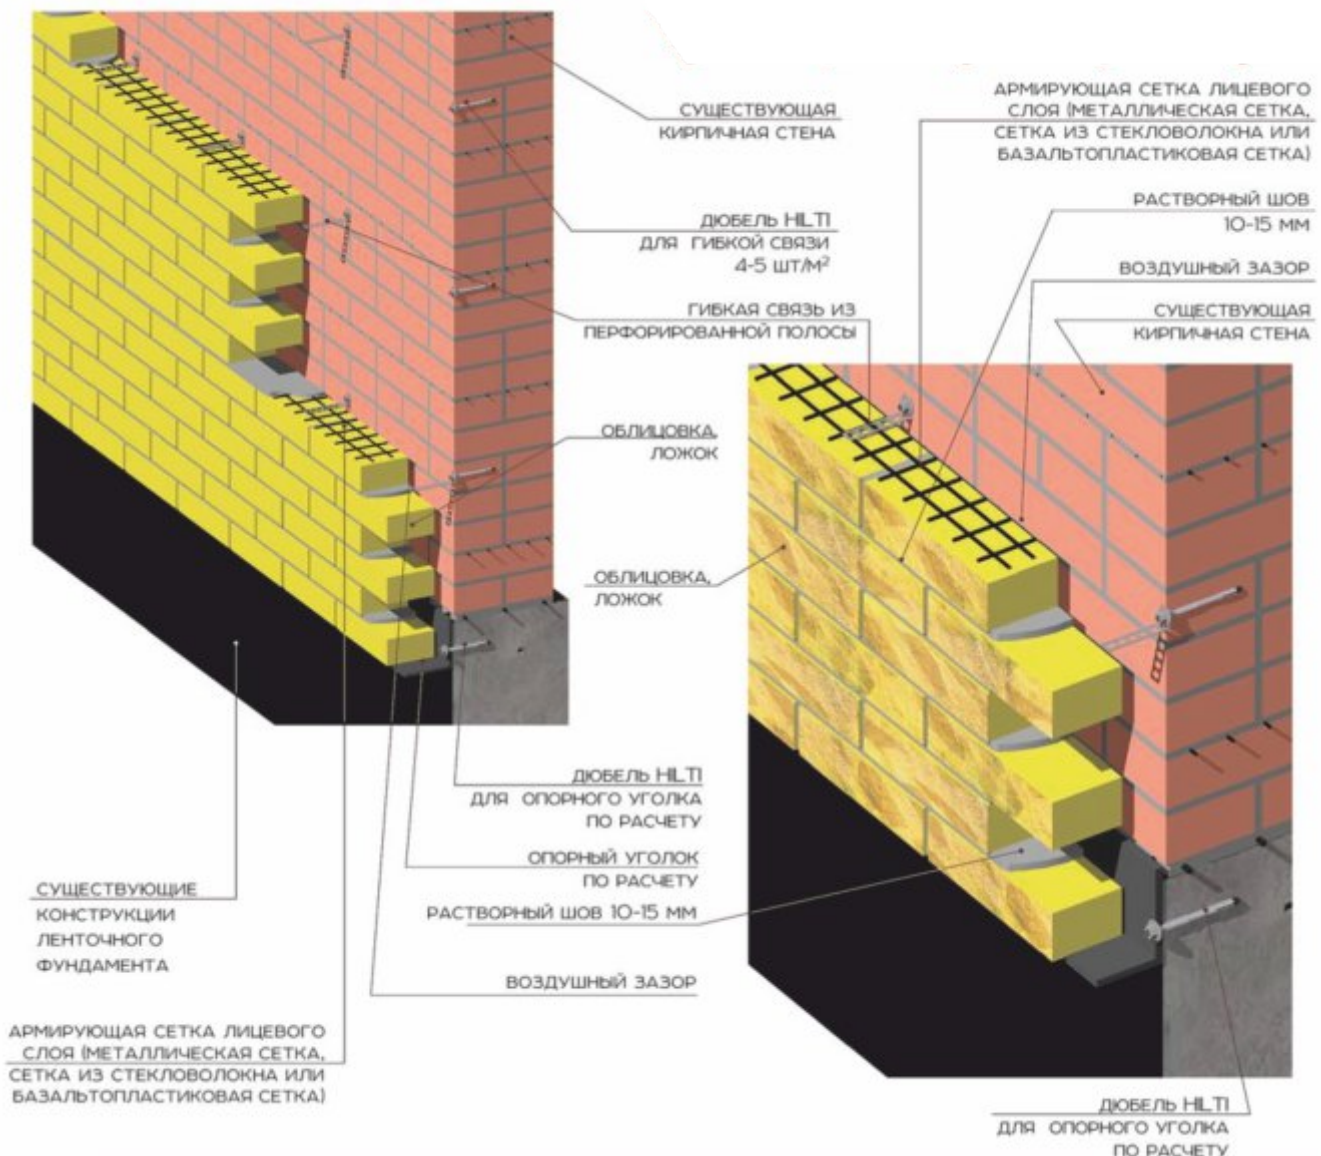 СУЩЕСТВУЮЩАЯ
КИРПИЧНАЯ СТЕНА
ДЮБЕЛЬ HILTI
ДЛЯ ГИБКОЙ СВЯЗИ
4-5 ШТ/М²
ГИБКАЯ СВЯЗЬ ИЗ
ПЕРФОРИРОВАННОЙ ПОЛОСЫ
ОБЛИЦОВКА,
ЛОЖОК
ОБЛИЦОВКА,
ЛОЖОК
АРМИРУЮЩАЯ СЕТКА ЛИЦЕВОГО
СЛОЯ (МЕТАЛЛИЧЕСКАЯ СЕТКА,
СЕТКА ИЗ СТЕКЛОВОЛОКНА ИЛИ
БАЗАЛЬТОПЛАСТИКОВАЯ СЕТКА)
РАСТВОРНЫЙ ШОВ
10-15 ММ
ВОЗДУШНЫЙ ЗАЗОР
СУЩЕСТВУЮЩАЯ
КИРПИЧНАЯ СТЕНА
ДЮБЕЛЬ HILTI
ДЛЯ ОПОРНОГО УГОЛКА
ПО РАСЧЕТУ
ОПОРНЫЙ УГОЛОК
ПО РАСЧЕТУ
РАСТВОРНЫЙ ШОВ 10-15 ММ
ВОЗДУШНЫЙ ЗАЗОР
СУЩЕСТВУЮЩИЕ
КОНСТРУКЦИИ
ЛЕНТОЧНОГО
ФУНДАМЕНТА
АРМИРУЮЩАЯ СЕТКА ЛИЦЕВОГО
СЛОЯ (МЕТАЛЛИЧЕСКАЯ СЕТКА,
СЕТКА ИЗ СТЕКЛОВОЛОКНА ИЛИ
БАЗАЛЬТОПЛАСТИКОВАЯ СЕТКА)
ДЮБЕЛЬ HILTI
ДЛЯ ОПОРНОГО УГОЛКА
ПО РАСЧЕТУ